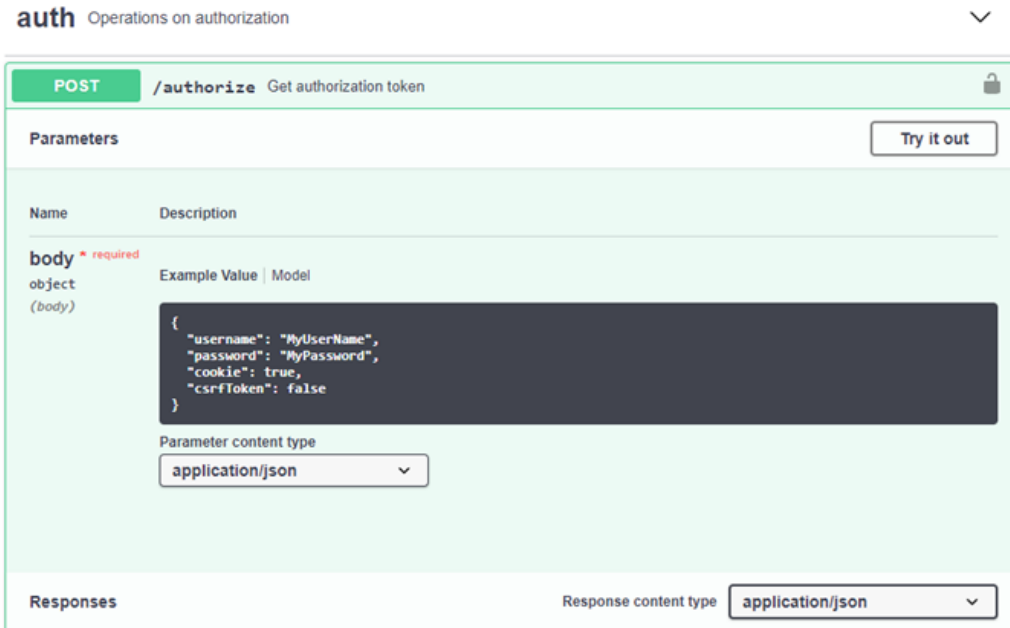 auth Operations on authorization
POST /authorize Get authorization token
Parameters Try it out
Name Description
body * required
object
(body)
Example Value | Model
{
  "username": "MyUserName",
  "password": "MyPassword",
  "cookie": true,
  "csrfToken": false
}
Parameter content type
application/json
Responses Response content type application/json